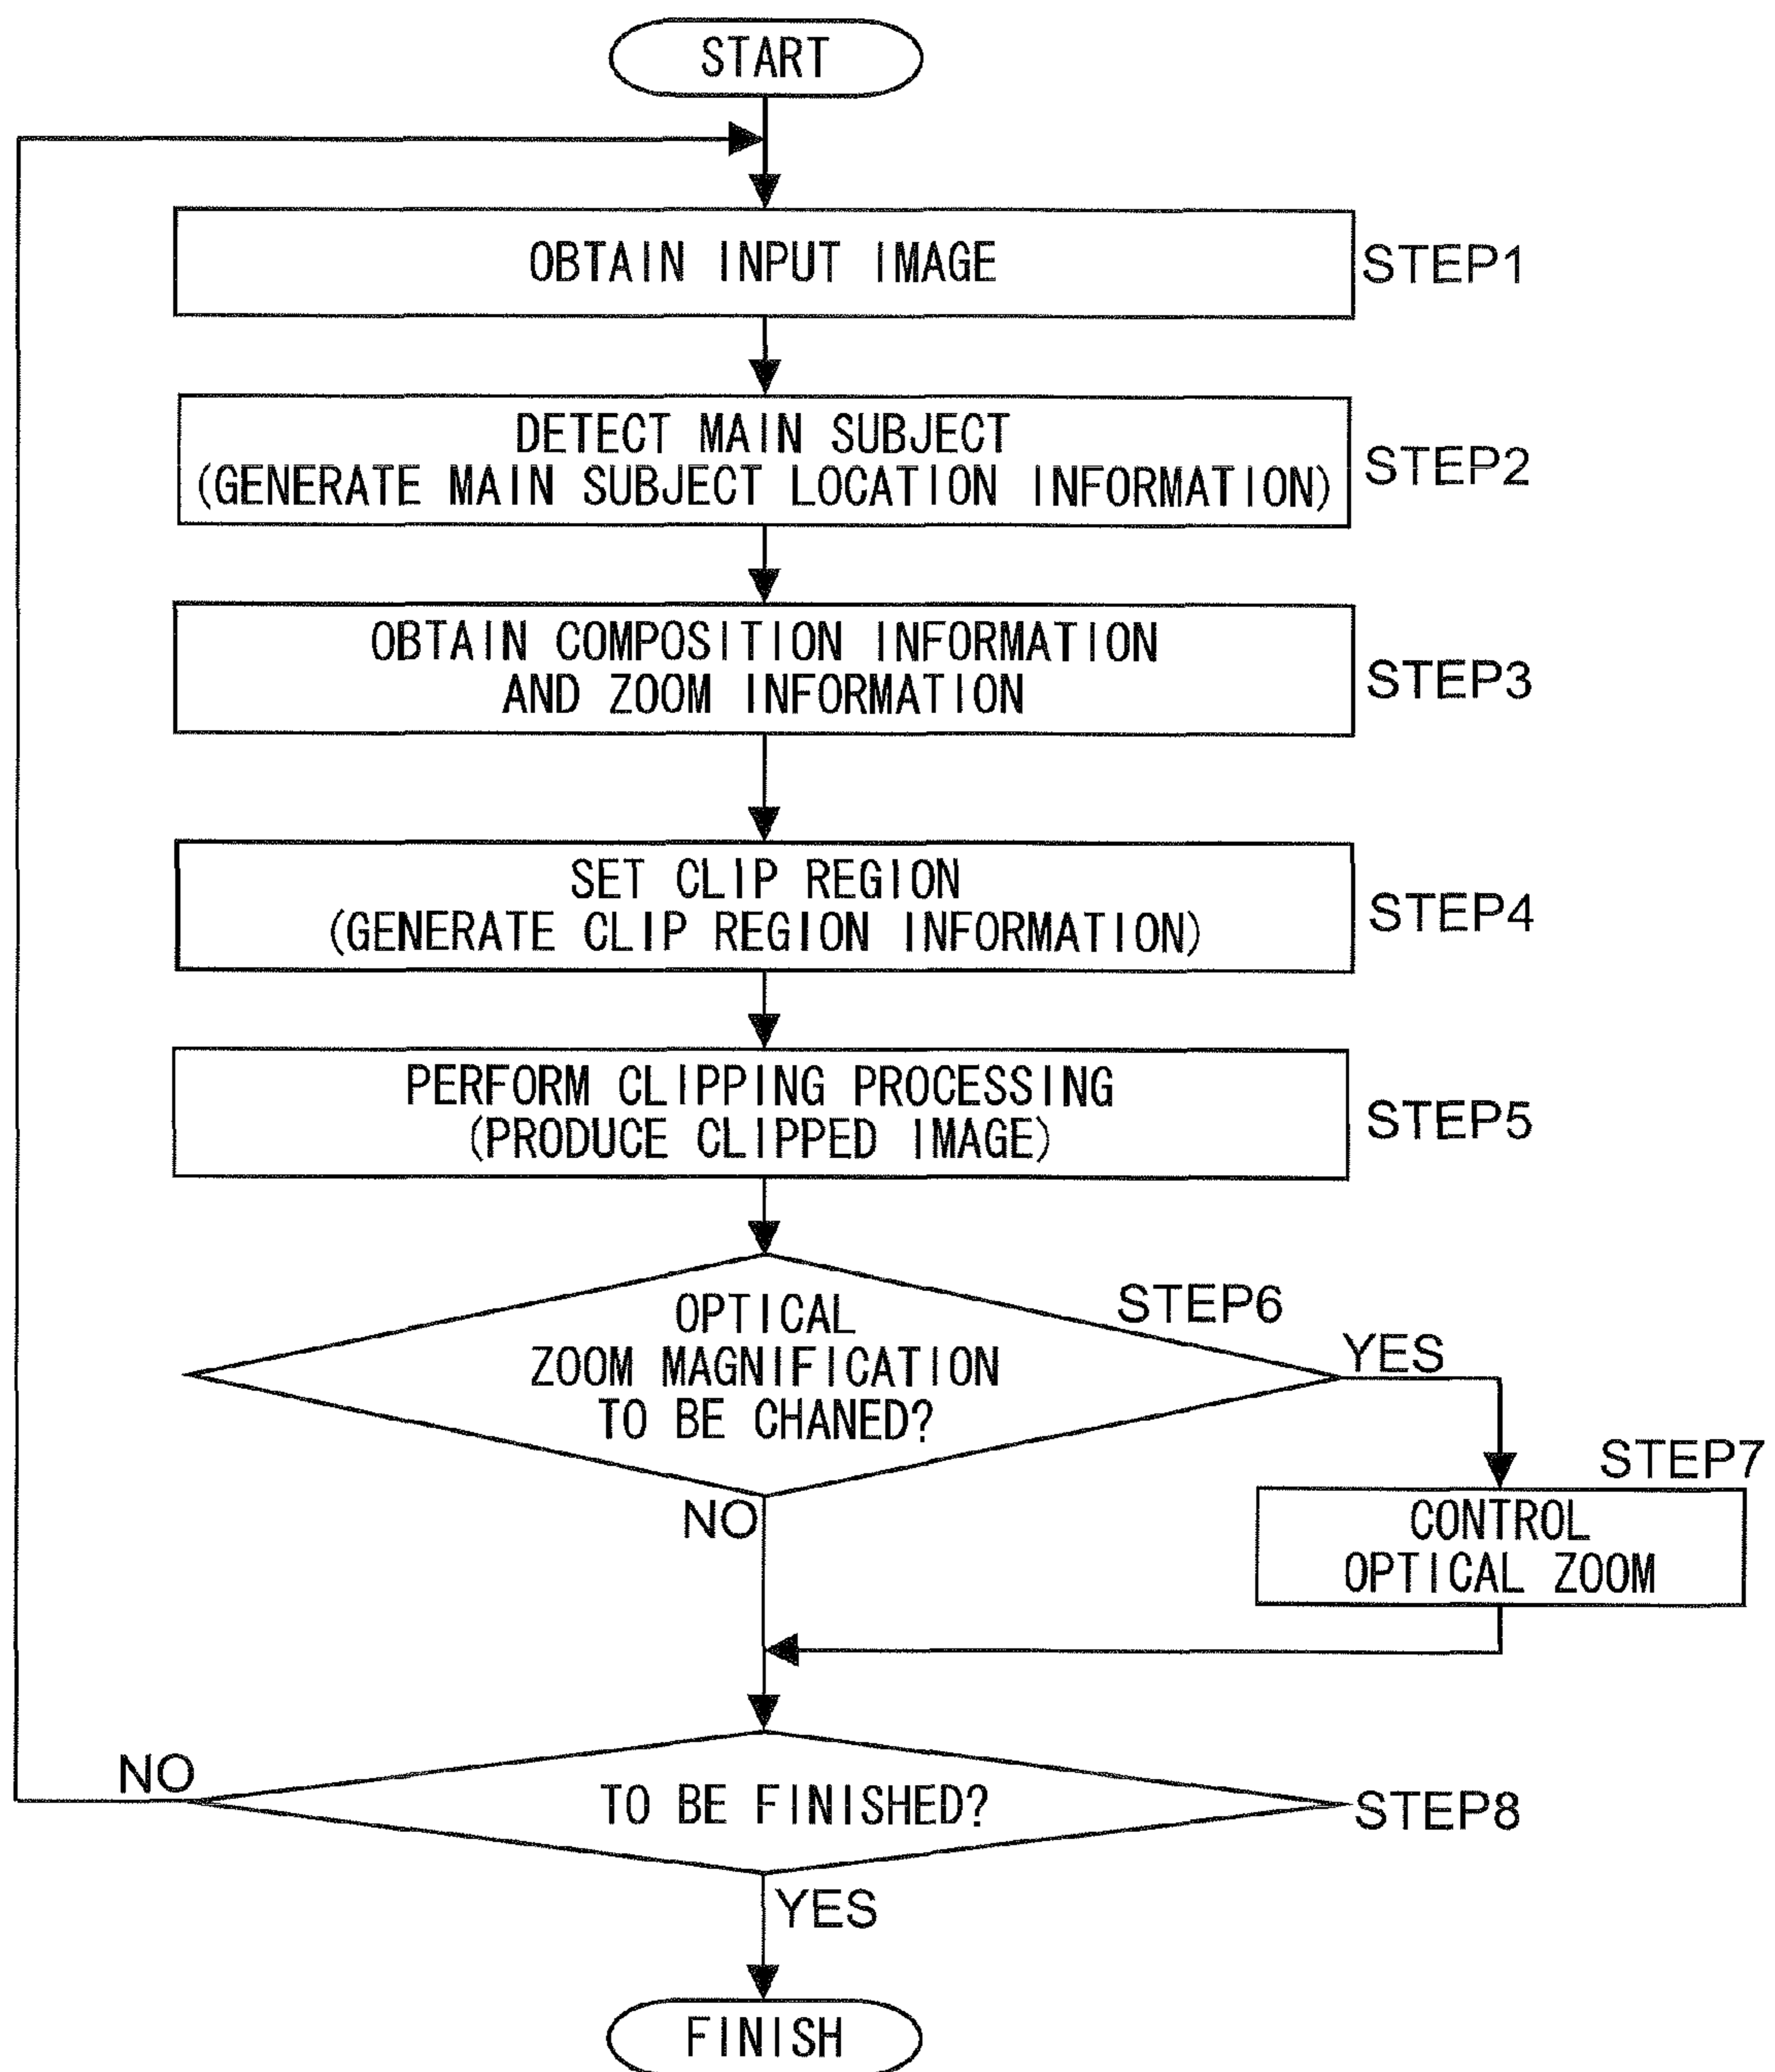 START
OBTAIN INPUT IMAGE
STEP1
DETECT MAIN SUBJECT
(GENERATE MAIN SUBJECT LOCATION INFORMATION)
STEP2
OBTAIN COMPOSITION INFORMATION
AND ZOOM INFORMATION
STEP3
SET CLIP REGION
(GENERATE CLIP REGION INFORMATION)
STEP4
PERFORM CLIPPING PROCESSING
(PRODUCE CLIPPED IMAGE)
STEP5
OPTICAL
ZOOM MAGNIFICATION
TO BE CHANED?
STEP6
YES
NO
STEP7
CONTROL
OPTICAL ZOOM
NO
TO BE FINISHED?
STEP8
YES
FINISH